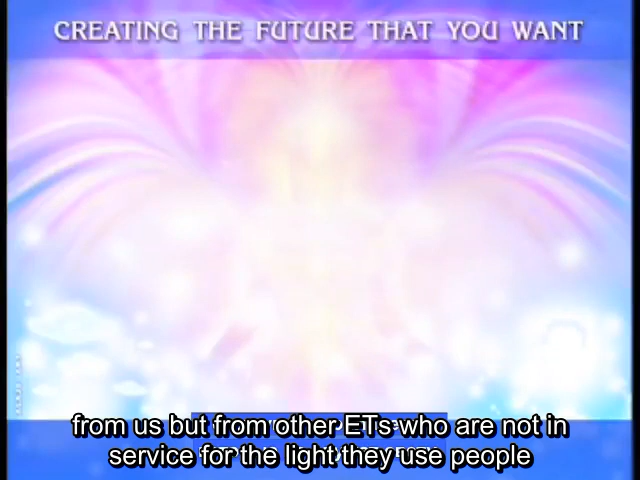 CREATING THE FUTURE THAT YOU WANT
from us but from other ETs who are not in
service for the light they use people